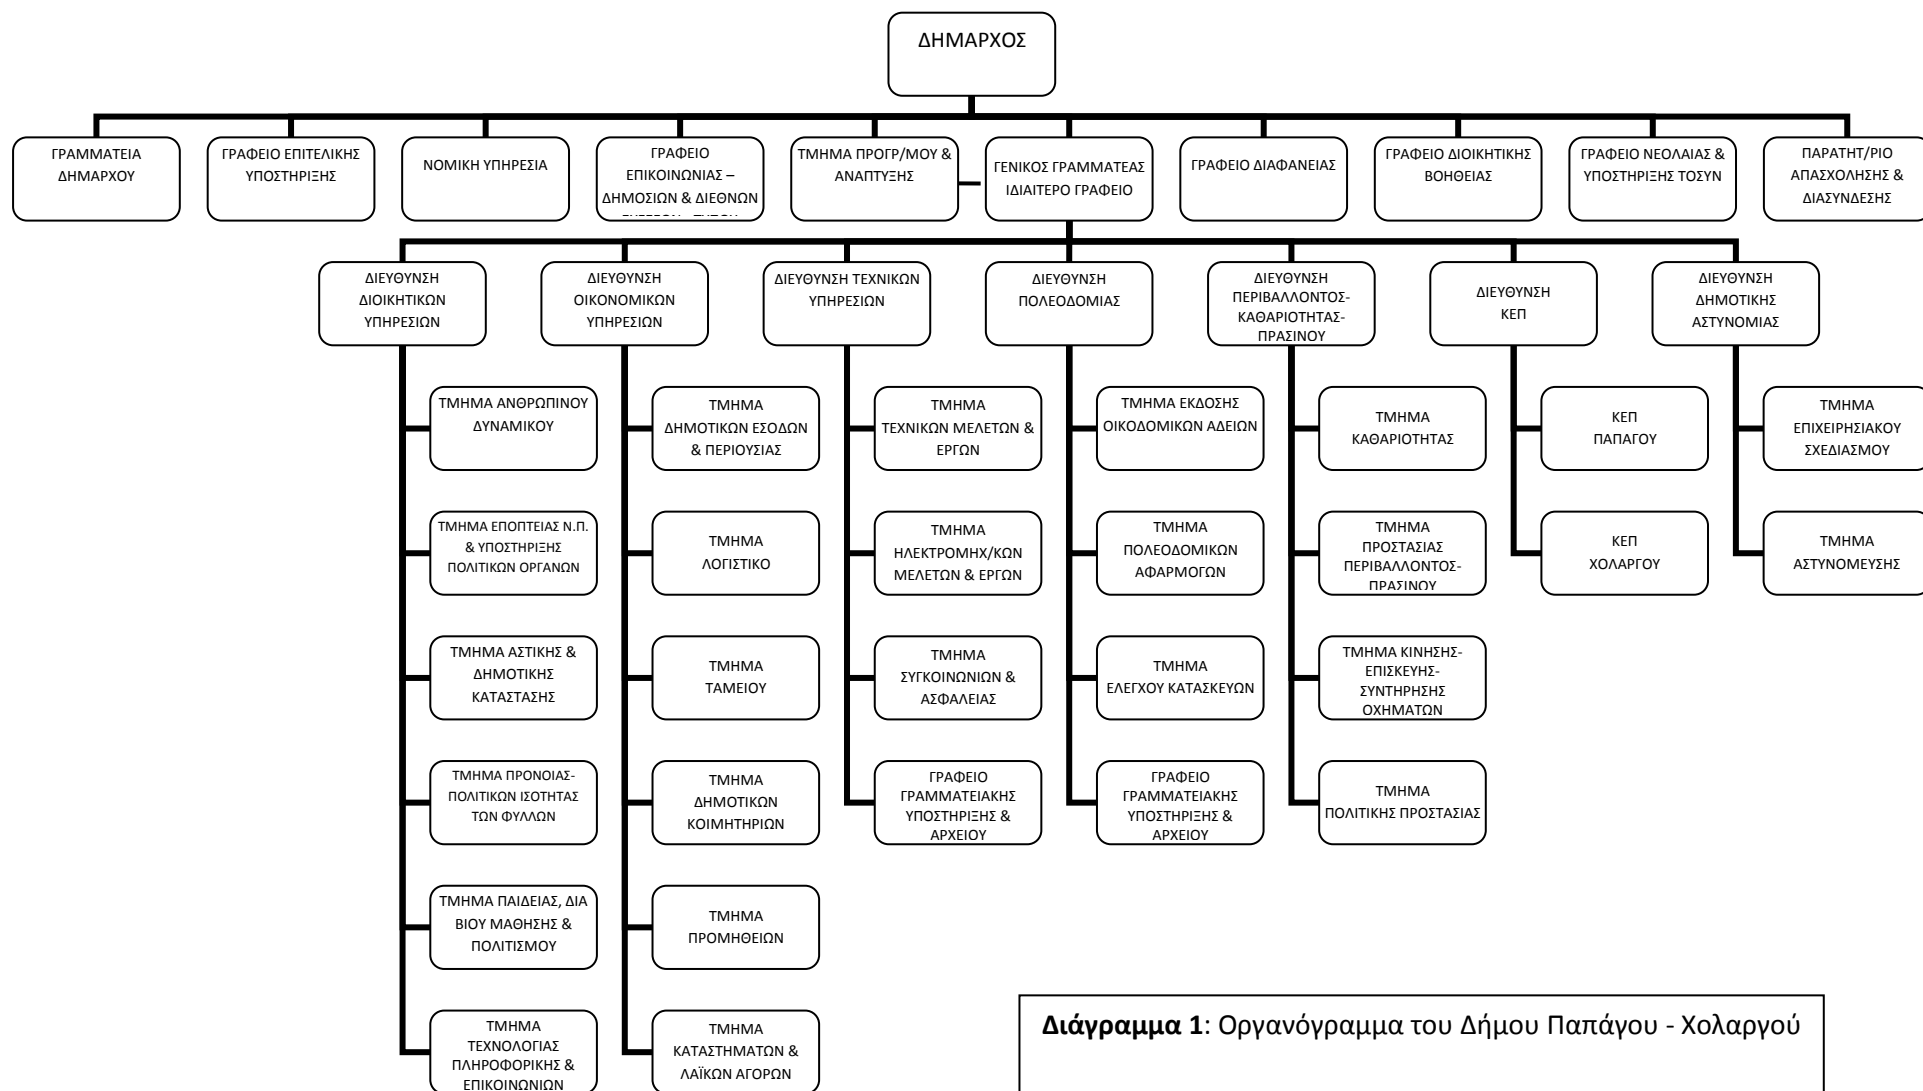 ΔΗΜΑΡΧΟΣ
ΓΡΑΜΜΑΤΕΙΑ
ΔΗΜΑΡΧΟΥ
ΓΡΑΦΕΙΟ ΕΠΙΤΕΛΙΚΗΣ
ΥΠΟΣΤΗΡΙΞΗΣ
ΝΟΜΙΚΗ ΥΠΗΡΕΣΙΑ
ΓΡΑΦΕΙΟ
ΕΠΙΚΟΙΝΩΝΙΑΣ –
ΔΗΜΟΣΙΩΝ & ΔΙΕΘΝΩΝ
ΤΜΗΜΑ ΠΡΟΓΡ/ΜΟΥ &
ΑΝΑΠΤΥΞΗΣ
ΓΕΝΙΚΟΣ ΓΡΑΜΜΑΤΕΑΣ
ΙΔΙΑΙΤΕΡΟ ΓΡΑΦΕΙΟ
ΓΡΑΦΕΙΟ ΔΙΑΦΑΝΕΙΑΣ
ΓΡΑΦΕΙΟ ΔΙΟΙΚΗΤΙΚΗΣ
ΒΟΗΘΕΙΑΣ
ΓΡΑΦΕΙΟ ΝΕΟΛΑΙΑΣ &
ΥΠΟΣΤΗΡΙΞΗΣ ΤΟΣΥΝ
ΠΑΡΑΤΗΤ/ΡΙΟ
ΑΠΑΣΧΟΛΗΣΗΣ &
ΔΙΑΣΥΝΔΕΣΗΣ
ΔΙΕΥΘΥΝΣΗ
ΔΙΟΙΚΗΤΙΚΩΝ
ΥΠΗΡΕΣΙΩΝ
ΔΙΕΥΘΥΝΣΗ
ΟΙΚΟΝΟΜΙΚΩΝ
ΥΠΗΡΕΣΙΩΝ
ΔΙΕΥΘΥΝΣΗ ΤΕΧΝΙΚΩΝ
ΥΠΗΡΕΣΙΩΝ
ΔΙΕΥΘΥΝΣΗ
ΠΟΛΕΟΔΟΜΙΑΣ
ΔΙΕΥΘΥΝΣΗ
ΠΕΡΙΒΑΛΛΟΝΤΟΣ-
ΚΑΘΑΡΙΟΤΗΤΑΣ-
ΠΡΑΣΙΝΟΥ
ΔΙΕΥΘΥΝΣΗ
ΚΕΠ
ΔΙΕΥΘΥΝΣΗ
ΔΗΜΟΤΙΚΗΣ
ΑΣΤΥΝΟΜΙΑΣ
ΤΜΗΜΑ ΑΝΘΡΩΠΙΝΟΥ
ΔΥΝΑΜΙΚΟΥ
ΤΜΗΜΑ
ΔΗΜΟΤΙΚΩΝ ΕΣΟΔΩΝ
& ΠΕΡΙΟΥΣΙΑΣ
ΤΜΗΜΑ
ΤΕΧΝΙΚΩΝ ΜΕΛΕΤΩΝ &
ΕΡΓΩΝ
ΤΜΗΜΑ ΕΚΔΟΣΗΣ
ΟΙΚΟΔΟΜΙΚΩΝ ΑΔΕΙΩΝ
ΤΜΗΜΑ
ΚΑΘΑΡΙΟΤΗΤΑΣ
ΚΕΠ
ΠΑΠΑΓΟΥ
ΤΜΗΜΑ
ΕΠΙΧΕΙΡΗΣΙΑΚΟΥ
ΣΧΕΔΙΑΣΜΟΥ
ΤΜΗΜΑ ΕΠΟΠΤΕΙΑΣ Ν.Π.
& ΥΠΟΣΤΗΡΙΞΗΣ
ΠΟΛΙΤΙΚΩΝ ΟΡΓΑΝΩΝ
ΤΜΗΜΑ
ΛΟΓΙΣΤΙΚΟ
ΤΜΗΜΑ
ΗΛΕΚΤΡΟΜΗΧ/ΚΩΝ
ΜΕΛΕΤΩΝ & ΕΡΓΩΝ
ΤΜΗΜΑ
ΠΟΛΕΟΔΟΜΙΚΩΝ
ΑΦΑΡΜΟΓΩΝ
ΤΜΗΜΑ
ΠΡΟΣΤΑΣΙΑΣ
ΠΕΡΙΒΑΛΛΟΝΤΟΣ-
ΠΡΑΣΙΝΟΥ
ΚΕΠ
ΧΟΛΑΡΓΟΥ
ΤΜΗΜΑ
ΑΣΤΥΝΟΜΕΥΣΗΣ
ΤΜΗΜΑ ΑΣΤΙΚΗΣ &
ΔΗΜΟΤΙΚΗΣ
ΚΑΤΑΣΤΑΣΗΣ
ΤΜΗΜΑ
ΤΑΜΕΙΟΥ
ΤΜΗΜΑ
ΣΥΓΚΟΙΝΩΝΙΩΝ &
ΑΣΦΑΛΕΙΑΣ
ΤΜΗΜΑ
ΕΛΕΓΧΟΥ ΚΑΤΑΣΚΕΥΩΝ
ΤΜΗΜΑ ΚΙΝΗΣΗΣ-
ΕΠΙΣΚΕΥΗΣ-
ΣΥΝΤΗΡΗΣΗΣ
ΟΧΗΜΑΤΩΝ
ΤΜΗΜΑ ΠΡΟΝΟΙΑΣ-
ΠΟΛΙΤΙΚΩΝ ΙΣΟΤΗΤΑΣ
ΤΩΝ ΦΥΛΛΩΝ
ΤΜΗΜΑ
ΔΗΜΟΤΙΚΩΝ
ΚΟΙΜΗΤΗΡΙΩΝ
ΓΡΑΦΕΙΟ
ΓΡΑΜΜΑΤΕΙΑΚΗΣ
ΥΠΟΣΤΗΡΙΞΗΣ &
ΑΡΧΕΙΟΥ
ΓΡΑΦΕΙΟ
ΓΡΑΜΜΑΤΕΙΑΚΗΣ
ΥΠΟΣΤΗΡΙΞΗΣ &
ΑΡΧΕΙΟΥ
ΤΜΗΜΑ
ΠΟΛΙΤΙΚΗΣ ΠΡΟΣΤΑΣΙΑΣ
ΤΜΗΜΑ ΠΑΙΔΕΙΑΣ, ΔΙΑ
ΒΙΟΥ ΜΑΘΗΣΗΣ &
ΠΟΛΙΤΙΣΜΟΥ
ΤΜΗΜΑ
ΠΡΟΜΗΘΕΙΩΝ
ΤΜΗΜΑ
ΤΕΧΝΟΛΟΓΙΑΣ
ΠΛΗΡΟΦΟΡΙΚΗΣ &
ΕΠΙΚΟΙΝΩΝΙΩΝ
ΤΜΗΜΑ
ΚΑΤΑΣΤΗΜΑΤΩΝ &
ΛΑΪΚΩΝ ΑΓΟΡΩΝ
Διάγραμμα 1: Οργανόγραμμα του Δήμου Παπάγου - Χολαργού